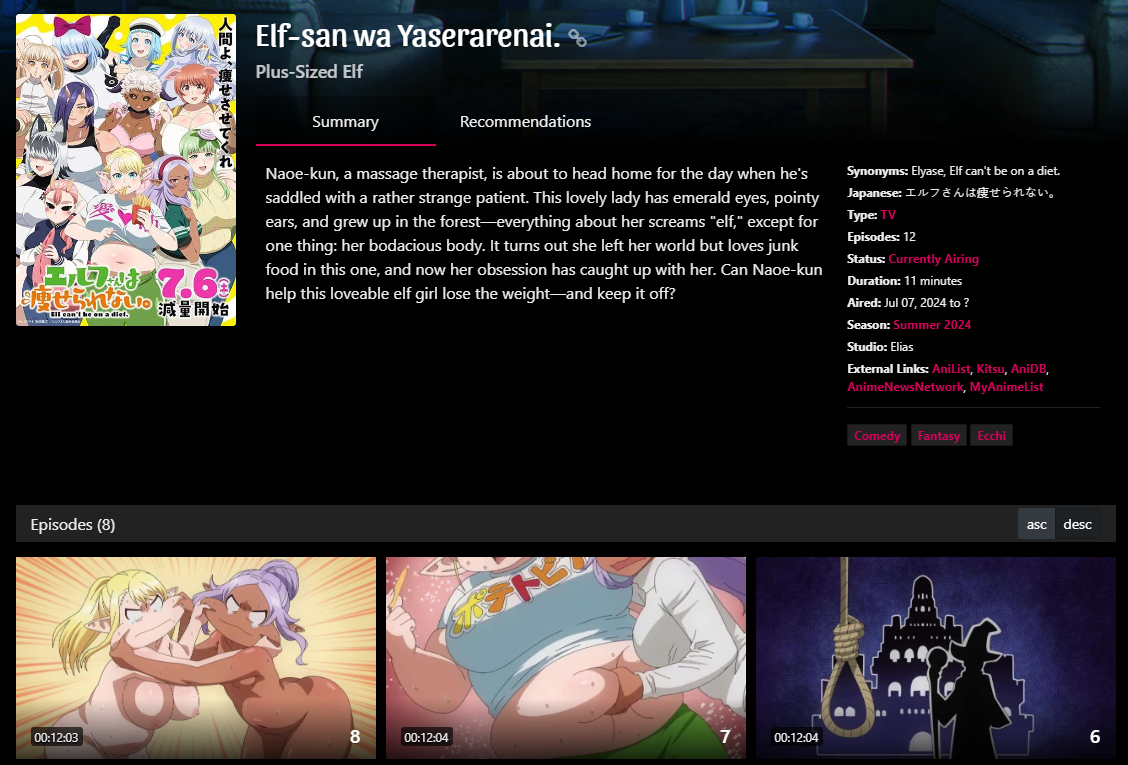 Elf-san wa Yaserarenai.
Plus-Sized Elf
Summary
Recommendations
人間よ、痩せさせてくれ
愛
エルフさんは
痩せられない。
Elf can't be on a diet.
7.6
土
減量開始
Naoe-kun, a massage therapist, is about to head home for the day when he's
saddled with a rather strange patient. This lovely lady has emerald eyes, pointy
ears, and grew up in the forest—everything about her screams "elf," except for
one thing: her bodacious body. It turns out she left her world but loves junk
food in this one, and now her obsession has caught up with her. Can Naoe-kun
help this loveable elf girl lose the weight—and keep it off?
Synonyms: Elyase, Elf can't be on a diet.
Japanese: エルフさんは痩せられない。
Type: TV
Episodes: 12
Status: Currently Airing
Duration: 11 minutes
Aired: Jul 07, 2024 to ?
Season: Summer 2024
Studio: Elias
External Links: AniList, Kitsu, AniDB,
AnimeNewsNetwork, MyAnimeList
Comedy Fantasy Ecchi
Episodes (8)
asc desc
00:12:03
8
ポテトビー
00:12:04
7
00:12:04
6